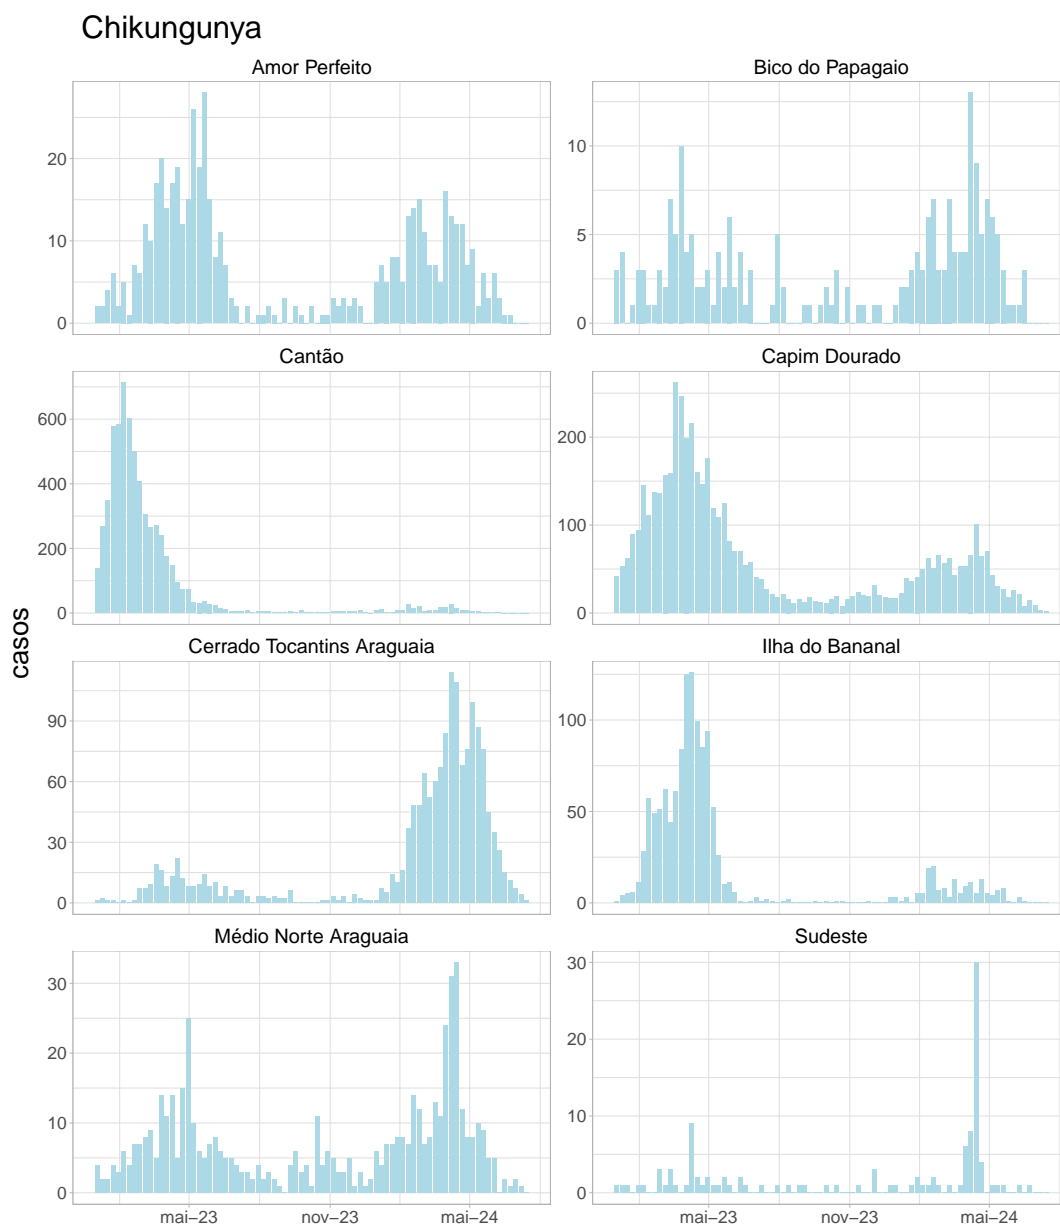 Chikungunya
Amor Perfeito
Bico do Papagaio
20
10
0
10
5
0
Cantão
Capim Dourado
600
400
200
0
200
100
0
casos
Cerrado Tocantins Araguaia
Ilha do Bananal
90
60
30
0
100
50
0
Médio Norte Araguaia
Sudeste
30
20
10
0
30
20
10
0
mai–23
nov–23
mai–24
mai–23
nov–23
mai–24